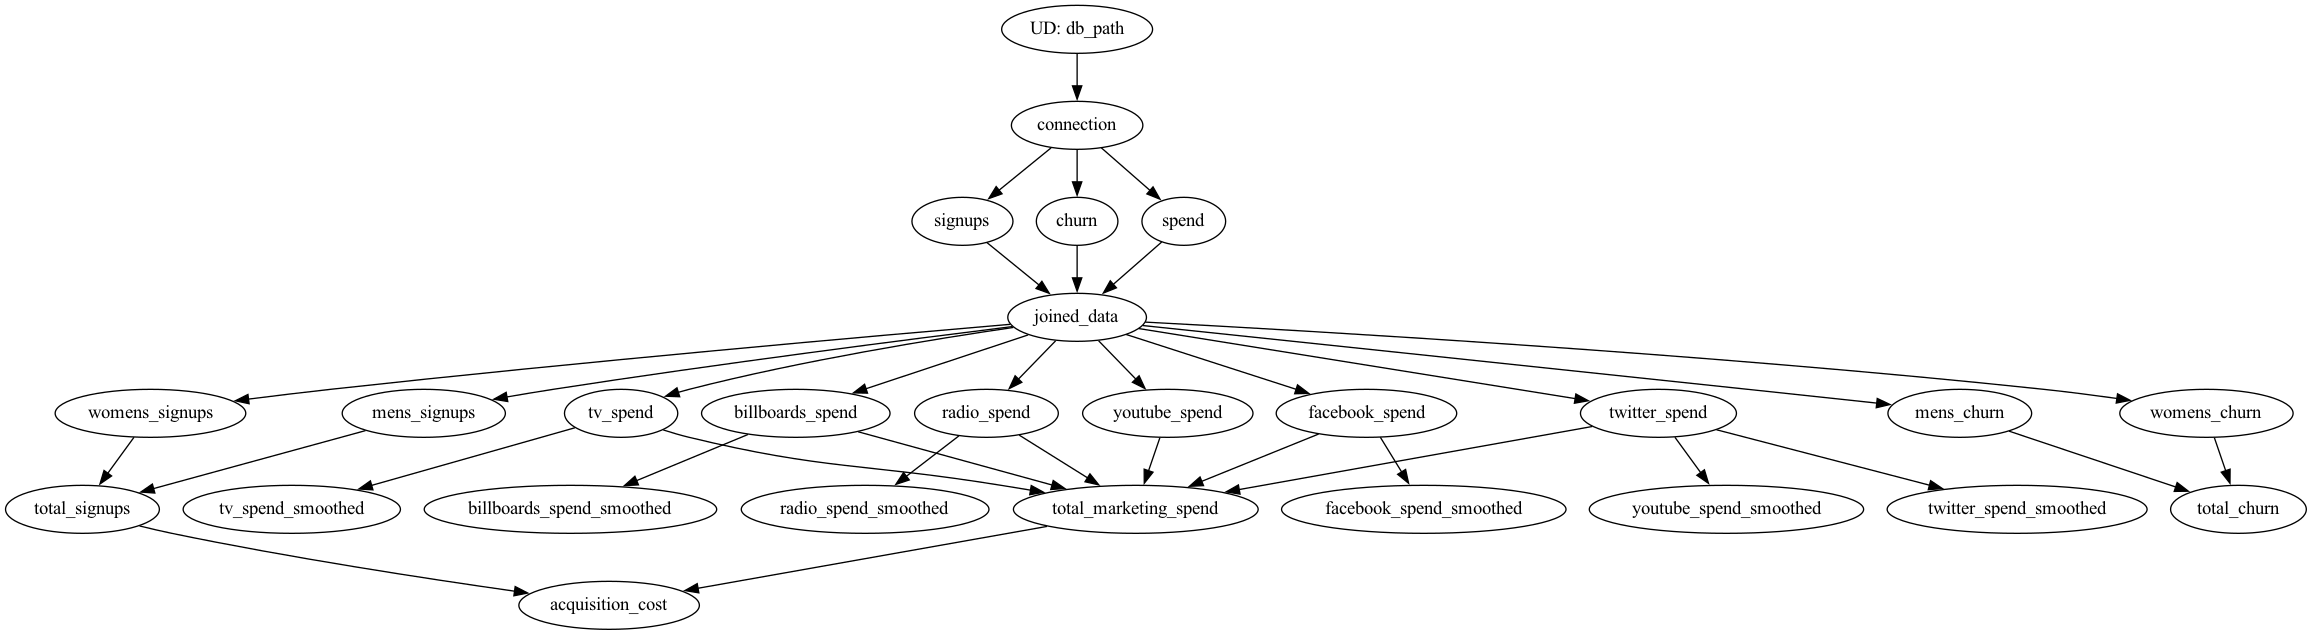 UD: db_path
connection
signups
churn
spend
joined_data
womens_signups
mens_signups
tv_spend
billboards_spend
radio_spend
youtube_spend
facebook_spend
twitter_spend
mens_churn
womens_churn
total_signups
tv_spend_smoothed
billboards_spend_smoothed
radio_spend_smoothed
total_marketing_spend
facebook_spend_smoothed
youtube_spend_smoothed
twitter_spend_smoothed
total_churn
acquisition_cost